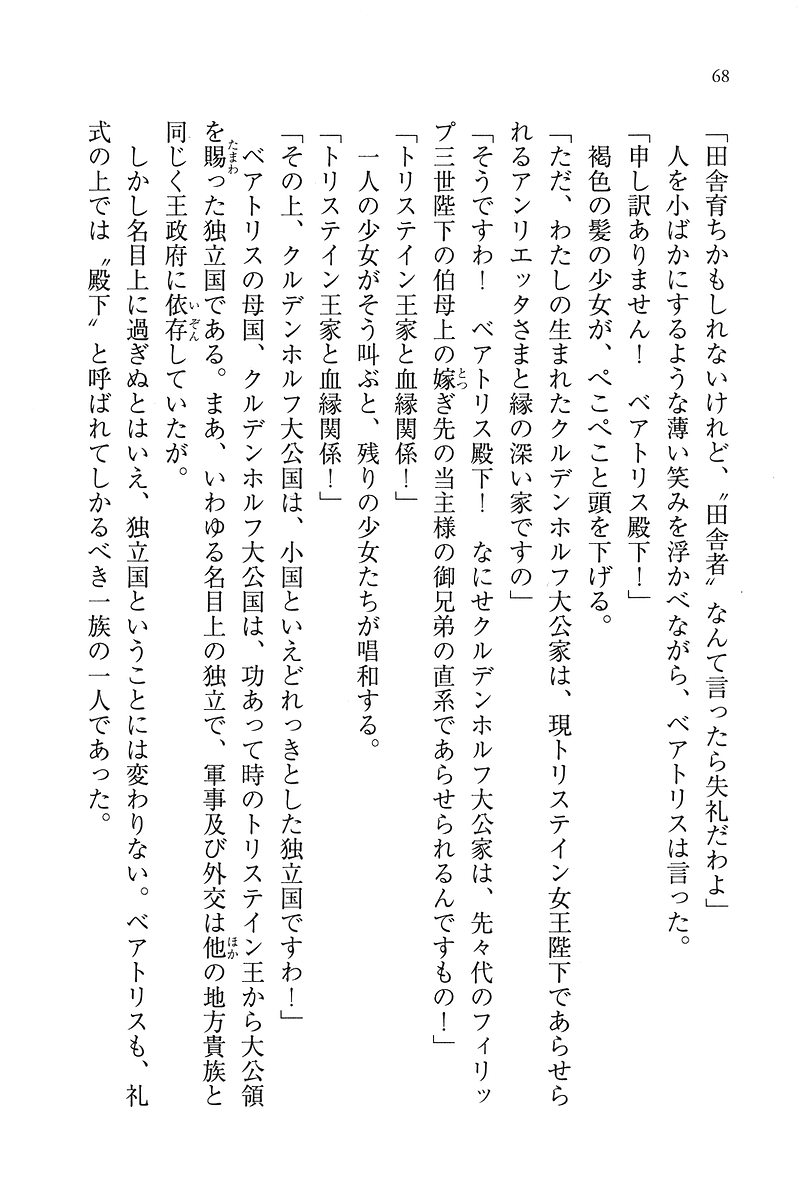 68
「田舎育ちかもしれないけれど、〝田舎者〟なんて言ったら失礼だわよ」
人を小ばかにするような薄い笑みを浮かべながら、ベアトリスは言った。
「申し訳ありません！　ベアトリス殿下！」
褐色の髪の少女が、ぺこぺこと頭を下げる。
「ただ、わたしの生まれたクルデンホルフ大公家は、現トリステイン女王陛下であらせら
れるアンリエッタさまと縁の深い家ですの」
「そうですわ！　ベアトリス殿下！　なにせクルデンホルフ大公家は、先々代のフィリッ
プ三世陛下の伯母上の嫁とつぎ先の当主様の御兄弟の直系であらせられるんですもの！」
「トリステイン王家と血縁関係！」
一人の少女がそう叫ぶと、残りの少女たちが唱和する。
「トリステイン王家と血縁関係！」
「その上、クルデンホルフ大公国は、小国といえどれっきとした独立国ですわ！」
ベアトリスの母国、クルデンホルフ大公国は、功あって時のトリステイン王から大公領
を賜たまわった独立国である。まあ、いわゆる名目上の独立で、軍事及び外交は他ほかの地方貴族と
同じく王政府に依存いぞんしていたが。
しかし名目上に過ぎぬとはいえ、独立国ということには変わりない。ベアトリスも、礼
式の上では〝殿下〟と呼ばれてしかるべき一族の一人であった。